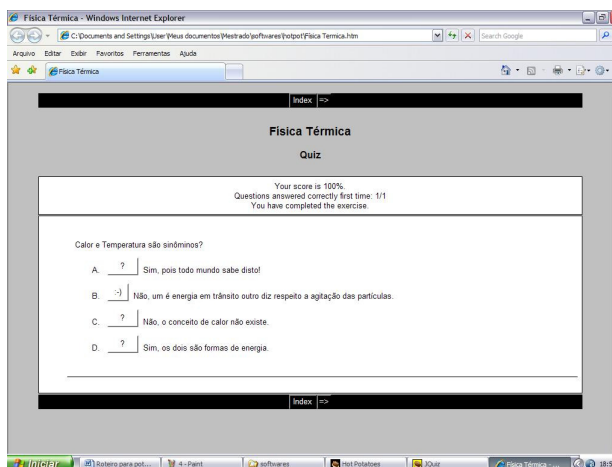 Física Térmica - Windows Internet Explorer
C:\Documents and Settings\User\Meus documentos\Mestrado\softwares\hotpot\Física Termica.htm
Search Google
Arquivo Editar Exibir Favoritos Ferramentas Ajuda
Física Térmica
Index =>
Física Térmica
Quiz
Your score is 100%.
Questions answered correctly first time: 1/1
You have completed the exercise.
Calor e Temperatura são sinôminos?
A. ? Sim, pois todo mundo sabe disto!
B. :-) Não, um é energia em trânsito outro diz respeito a agitação das partículas.
C. ? Não, o conceito de calor não existe.
D. ? Sim, os dois são formas de energia.
Index =>
Iniciar Roteiro para pot... 4 - Paint softwares Hot Potatoes JQuiz Física Térmica - ...